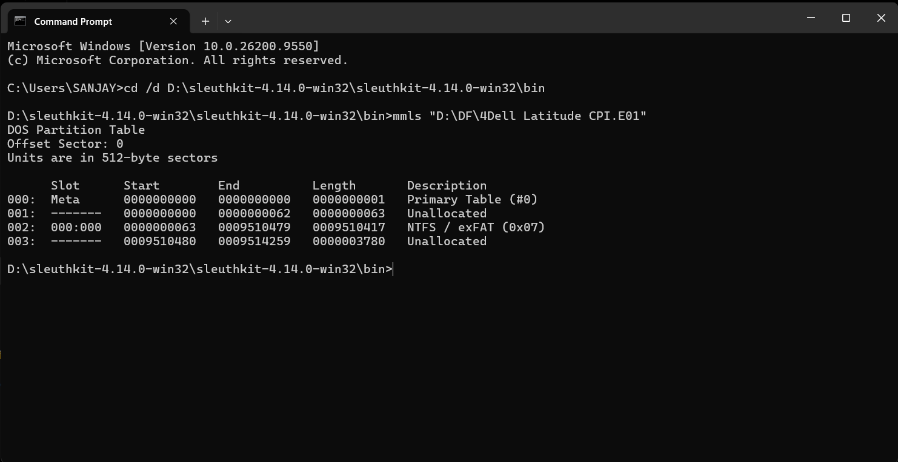 Command Prompt
Microsoft Windows [Version 10.0.26200.9550]
(c) Microsoft Corporation. All rights reserved.
C:\Users\SANJAY>cd /d D:\sleuthkit-4.14.0-win32\sleuthkit-4.14.0-win32\bin
D:\sleuthkit-4.14.0-win32\sleuthkit-4.14.0-win32\bin>mmls "D:\DF\4Dell Latitude CPI.E01"
DOS Partition Table
Offset Sector: 0
Units are in 512-byte sectors
      Slot      Start        End          Length       Description
000:  Meta      0000000000   0000000000   0000000001   Primary Table (#0)
001:  -------   0000000000   0000000062   0000000063   Unallocated
002:  000:000   0000000063   0009510479   0009510417   NTFS / exFAT (0x07)
003:  -------   0009510480   0009514259   0000003780   Unallocated
D:\sleuthkit-4.14.0-win32\sleuthkit-4.14.0-win32\bin>